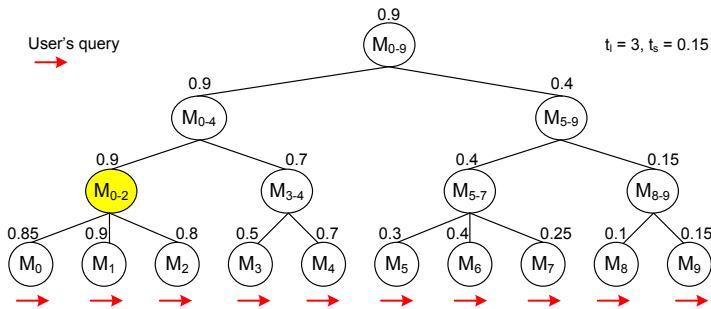 0.9
User's query
M0-9
tl = 3, ts = 0.15
0.9 0.4
M0-4 M5-9
0.9 0.7 0.4 0.15
M0-2 M3-4 M5-7 M8-9
0.85 0.9 0.8 0.5 0.7 0.3 0.4 0.25 0.1 0.15
M0 M1 M2 M3 M4 M5 M6 M7 M8 M9